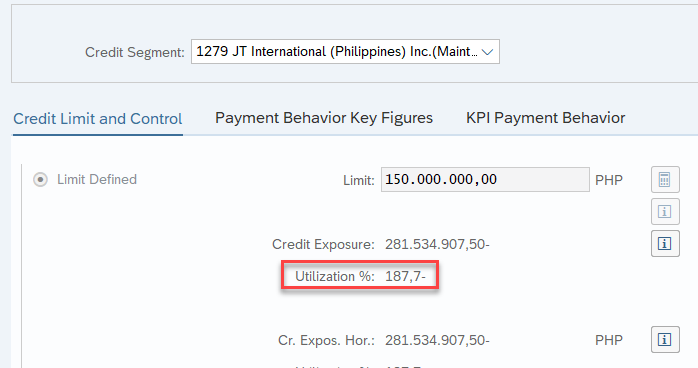 Credit Segment: 1279 JT International (Philippines) Inc.(Maint...
Credit Limit and Control Payment Behavior Key Figures KPI Payment Behavior
Limit Defined Limit: 150.000.000,00 PHP
Credit Exposure: 281.534.907,50-
Utilization %: 187,7-
Cr. Expos. Hor.: 281.534.907,50- PHP